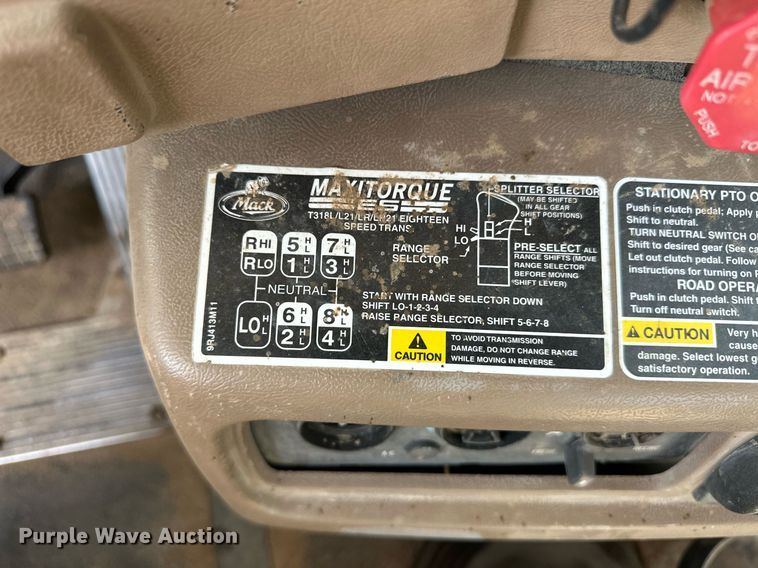 Mack
MAXITORQUE
T318L/L21/LR/LR21 EIGHTEEN
SPEED TRANS
SPLITTER SELECTOR
(MAY BE SHIFTED
IN ALL GEAR
SHIFT POSITIONS)
H
L
HI
LO
RANGE
SELECTOR
PRE-SELECT ALL
RANGE SHIFTS (MOVE
RANGE SELECTOR
BEFORE MOVING
SHIFT LEVER)
R HI 5 H L 7 H L
R LO 1 H L 3 H L
NEUTRAL
LO H L 6 H L 8 H L
2 H L 4 H L
START WITH RANGE SELECTOR DOWN
SHIFT LO-1-2-3-4
RAISE RANGE SELECTOR, SHIFT 5-6-7-8
CAUTION
TO AVOID TRANSMISSION
DAMAGE, DO NOT CHANGE RANGE
WHILE MOVING IN REVERSE.
9RJ413M11
STATIONARY PTO O
Push in clutch pedal; Apply p
Shift to neutral.
TURN NEUTRAL SWITCH O
Shift to desired gear (See ca
Let out clutch pedal. Follow
instructions for turning on P
ROAD OPERA
Push in clutch pedal. Shift t
Turn off neutral switch.
CAUTION
Very h
cause
damage. Select lowest g
satisfactory operation.
AIR
NOT
PUSH
TO
Purple Wave Auction